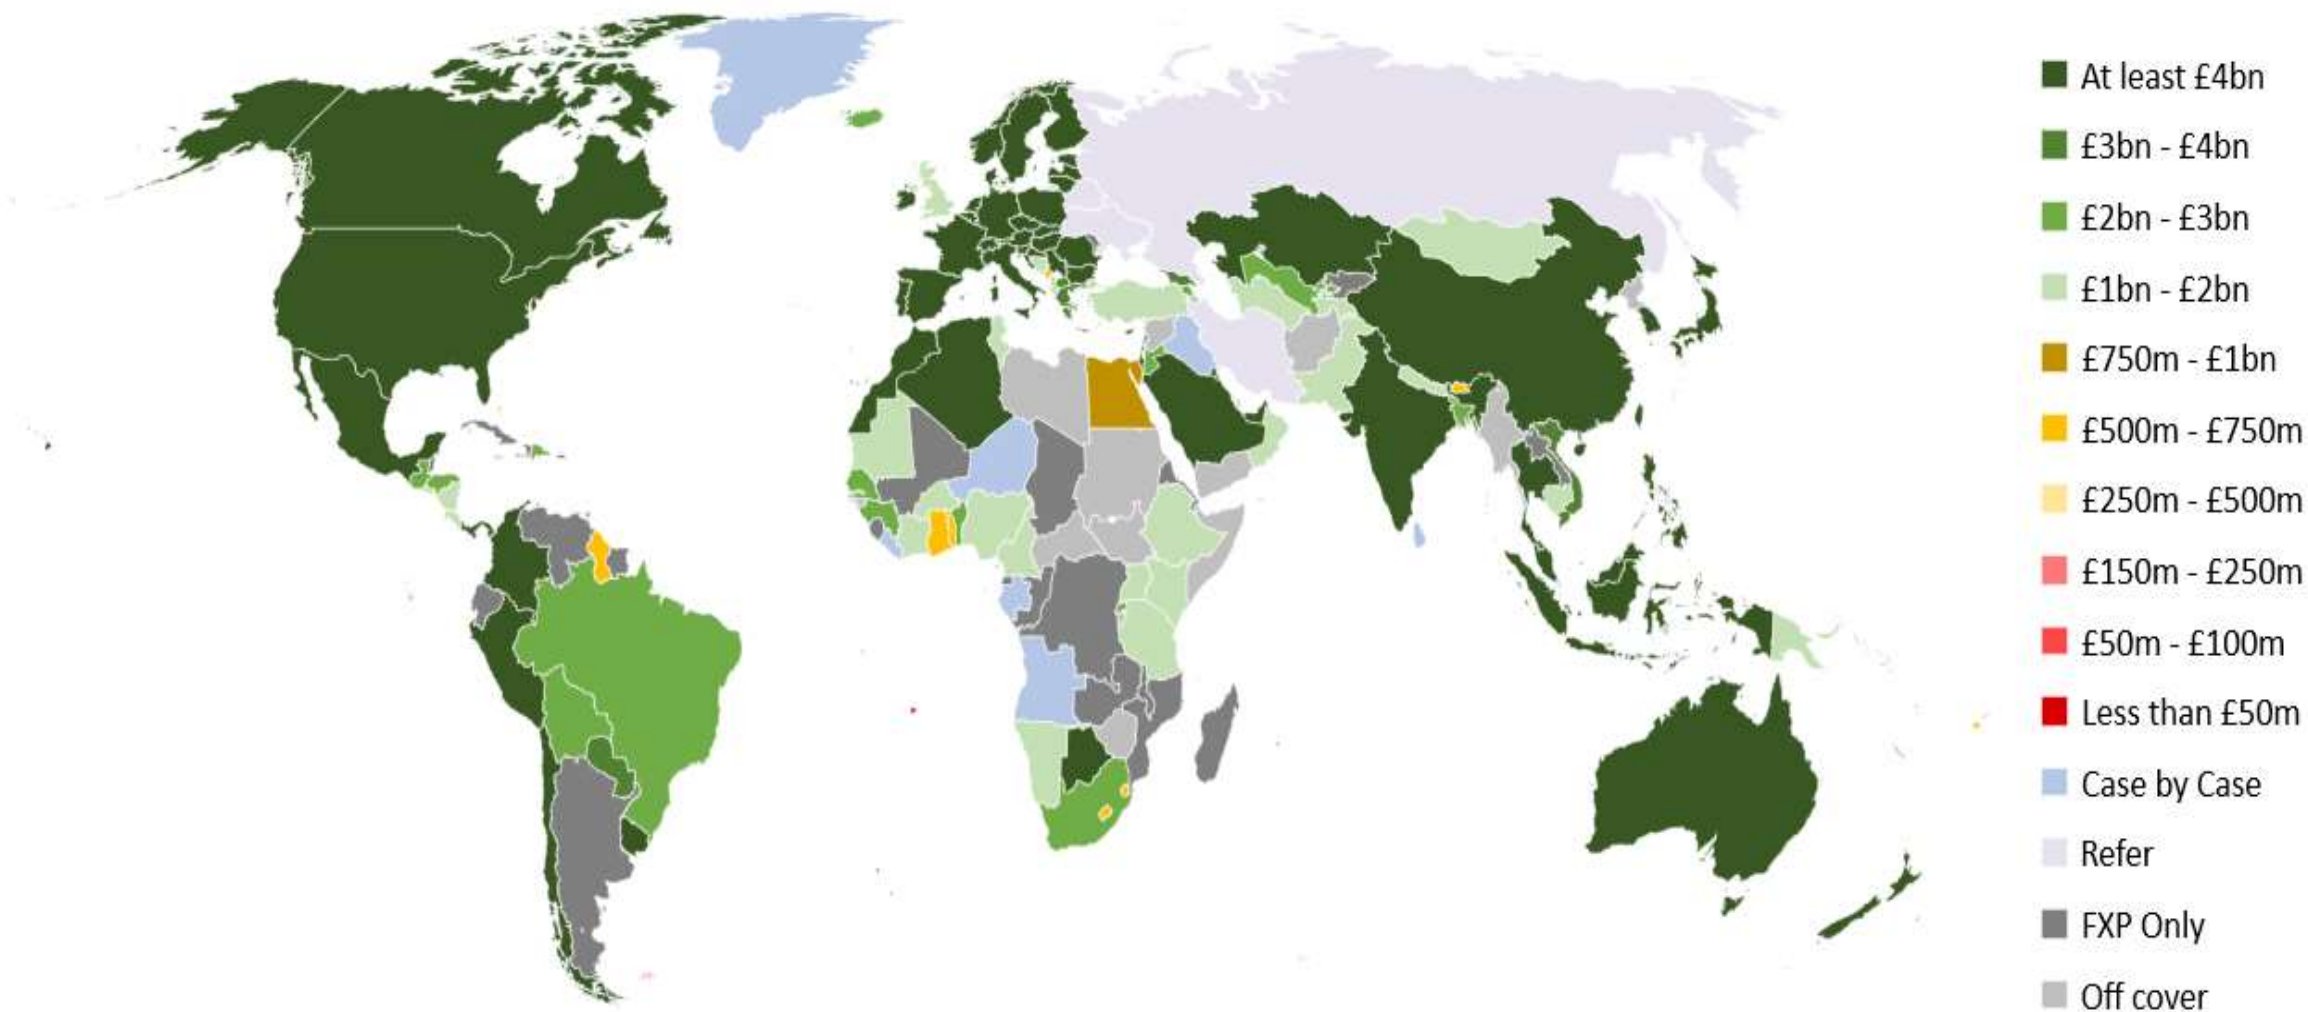 At least £4bn
£3bn - £4bn
£2bn - £3bn
£1bn - £2bn
£750m - £1bn
£500m - £750m
£250m - £500m
£150m - £250m
£50m - £100m
Less than £50m
Case by Case
Refer
FXP Only
Off cover